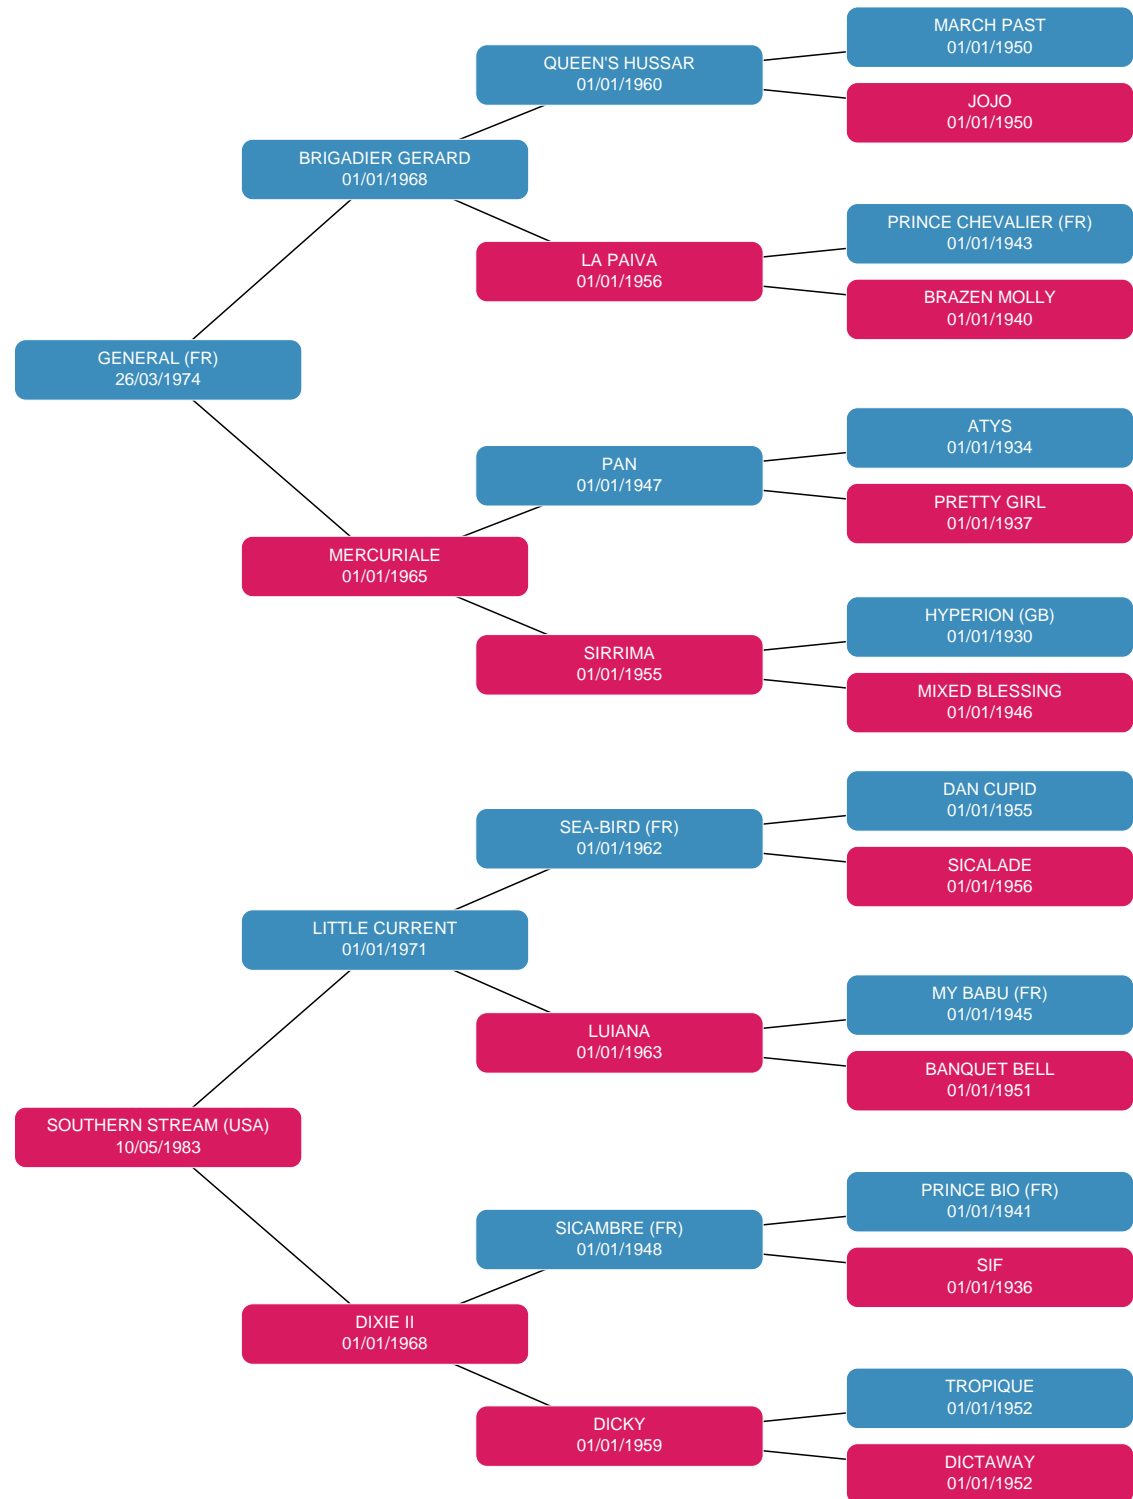 MARCH PAST
01/01/1950
QUEEN'S HUSSAR
01/01/1960
JOJO
01/01/1950
BRIGADIER GERARD
01/01/1968
PRINCE CHEVALIER (FR)
01/01/1943
LA PAIVA
01/01/1956
BRAZEN MOLLY
01/01/1940
GENERAL (FR)
26/03/1974
ATYS
01/01/1934
PAN
01/01/1947
PRETTY GIRL
01/01/1937
MERCURIALE
01/01/1965
HYPERION (GB)
01/01/1930
SIRRIMA
01/01/1955
MIXED BLESSING
01/01/1946
DAN CUPID
01/01/1955
SEA-BIRD (FR)
01/01/1962
SICALADE
01/01/1956
LITTLE CURRENT
01/01/1971
MY BABU (FR)
01/01/1945
LUIANA
01/01/1963
BANQUET BELL
01/01/1951
SOUTHERN STREAM (USA)
10/05/1983
PRINCE BIO (FR)
01/01/1941
SICAMBRE (FR)
01/01/1948
SIF
01/01/1936
DIXIE II
01/01/1968
TROPIQUE
01/01/1952
DICKY
01/01/1959
DICTAWAY
01/01/1952